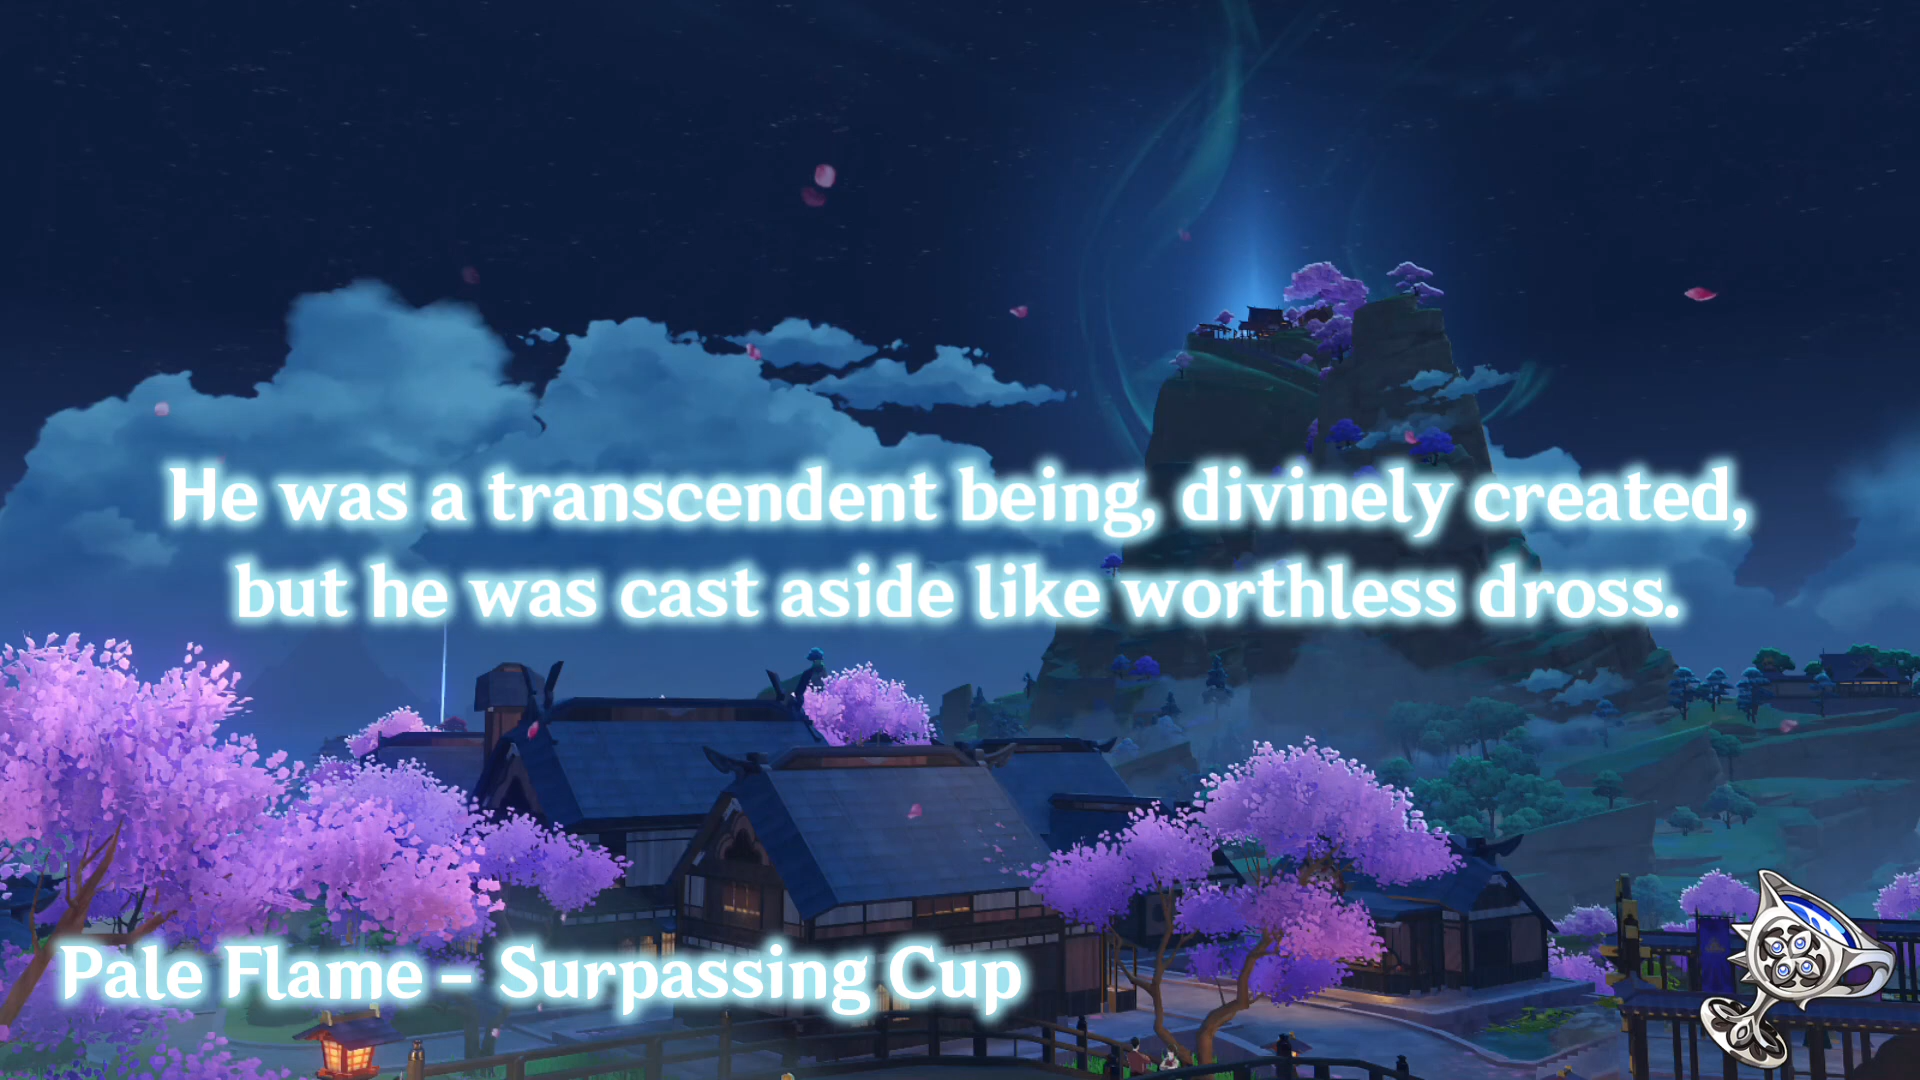 He was a transcendent being, divinely created,
but he was cast aside like worthless dross.
Pale Flame - Surpassing Cup